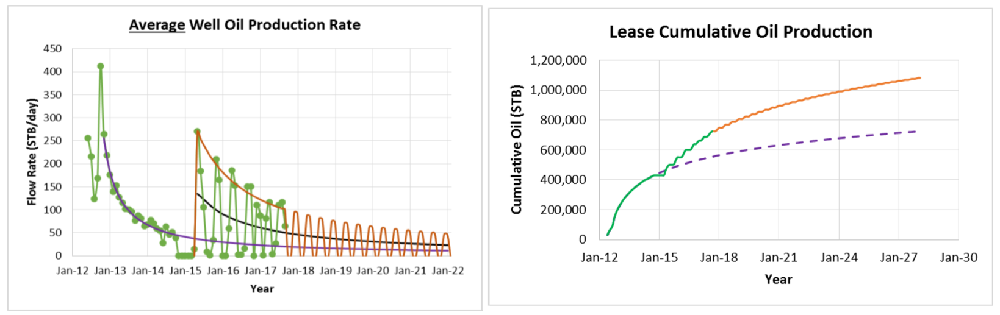 Average Well Oil Production Rate
450
400
350
300
250
200
150
100
50
0
Flow Rate (STB/day)
Jan-12 Jan-13 Jan-14 Jan-15 Jan-16 Jan-17 Jan-18 Jan-19 Jan-20 Jan-21 Jan-22
Year
Lease Cumulative Oil Production
1,200,000
1,000,000
800,000
600,000
400,000
200,000
0
Cumulative Oil (STB)
Jan-12 Jan-15 Jan-18 Jan-21 Jan-24 Jan-27 Jan-30
Year